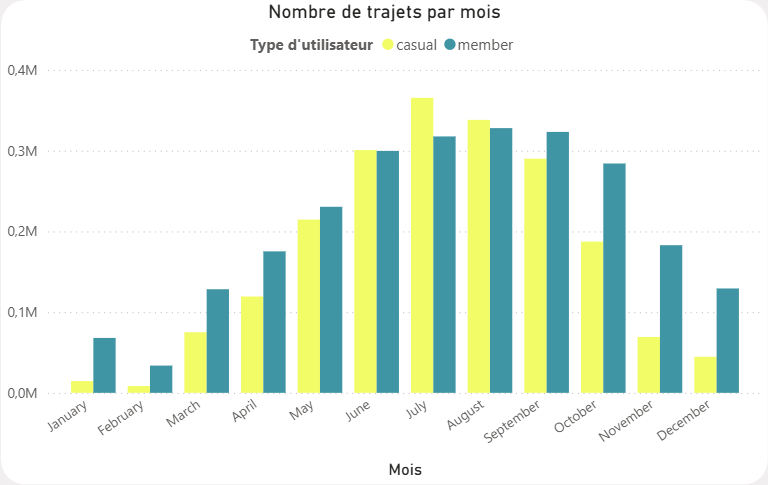 Nombre de trajets par mois
Type d'utilisateur casual member
0,4M
0,3M
0,2M
0,1M
0,0M
January February March April May June July August September October November December
Mois